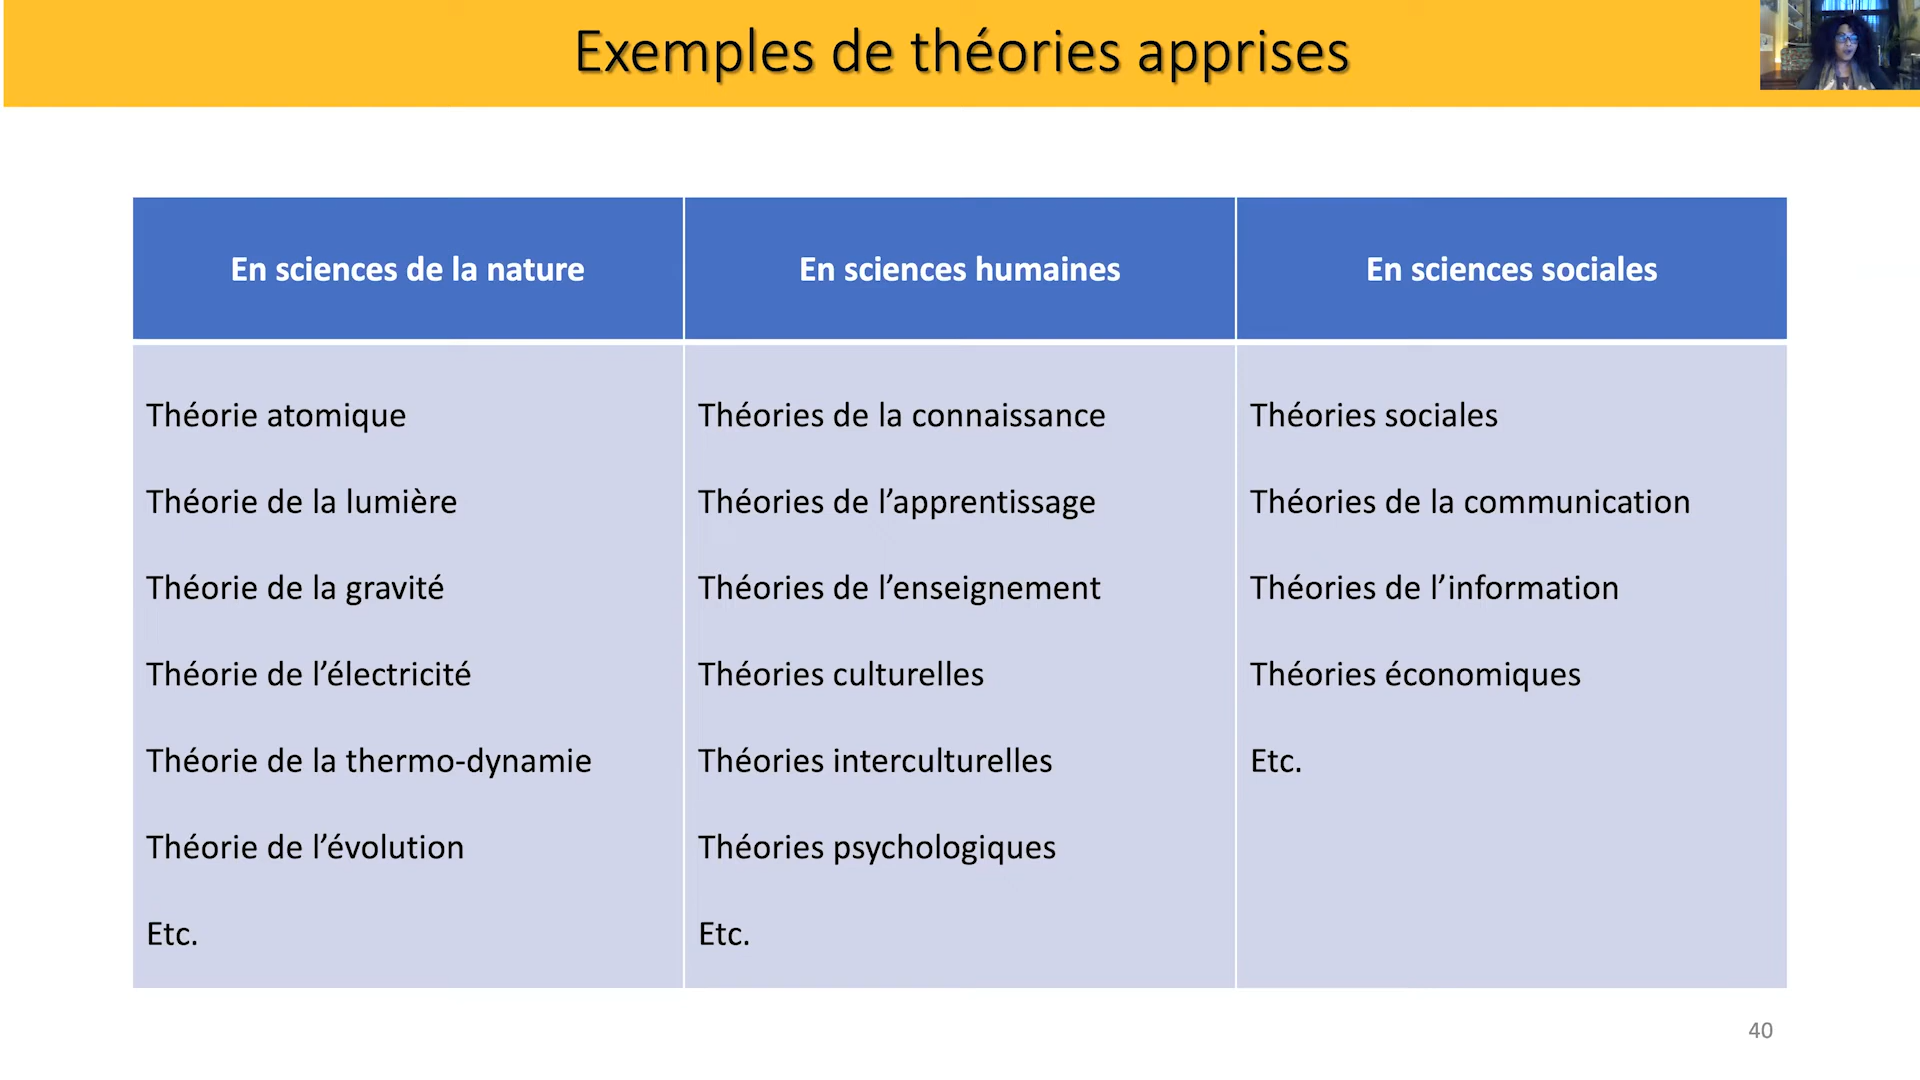 Exemples de théories apprises
En sciences de la nature
En sciences humaines
En sciences sociales
Théorie atomique
Théorie de la lumière
Théorie de la gravité
Théorie de l’électricité
Théorie de la thermo-dynamie
Théorie de l’évolution
Etc.
Théories de la connaissance
Théories de l’apprentissage
Théories de l’enseignement
Théories culturelles
Théories interculturelles
Théories psychologiques
Etc.
Théories sociales
Théories de la communication
Théories de l’information
Théories économiques
Etc.
40